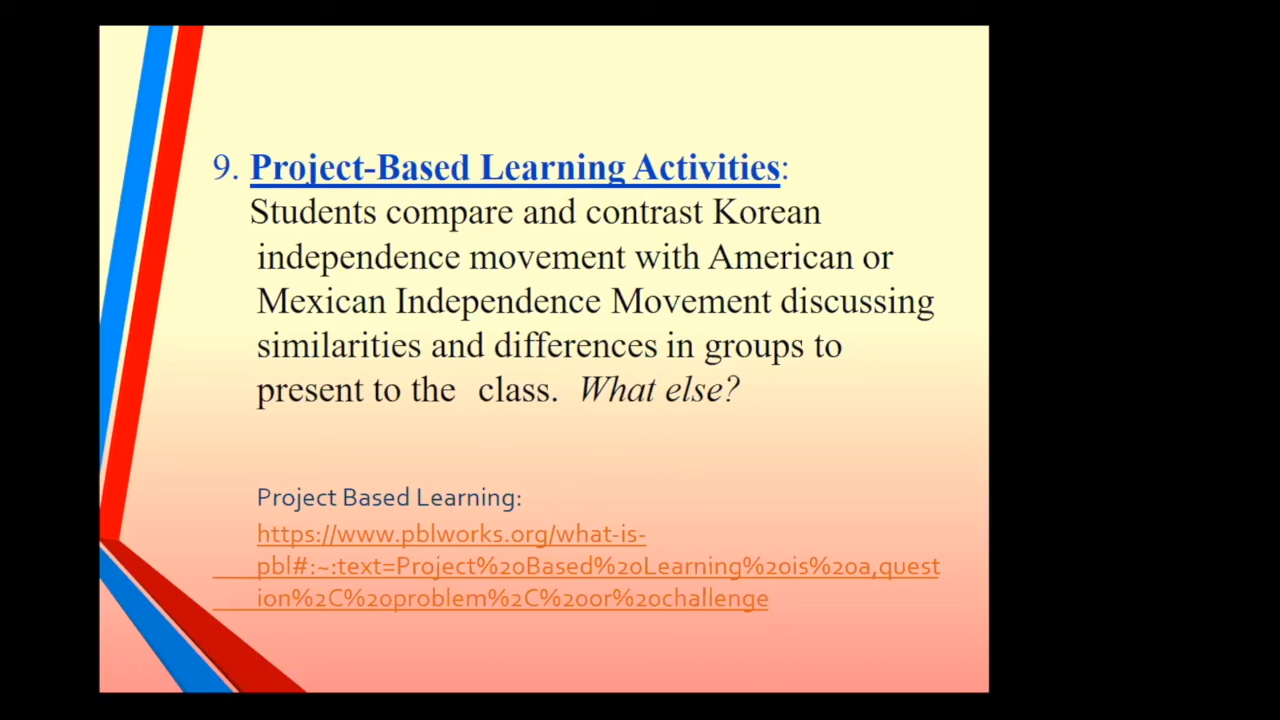 9. Project-Based Learning Activities:
Students compare and contrast Korean
independence movement with American or
Mexican Independence Movement discussing
similarities and differences in groups to
present to the class. What else?
Project Based Learning:
https://www.pblworks.org/what-is-
pbl#:~:text=Project%20Based%20Learning%20is%20a,quest
ion%2C%20problem%2C%20or%20challenge